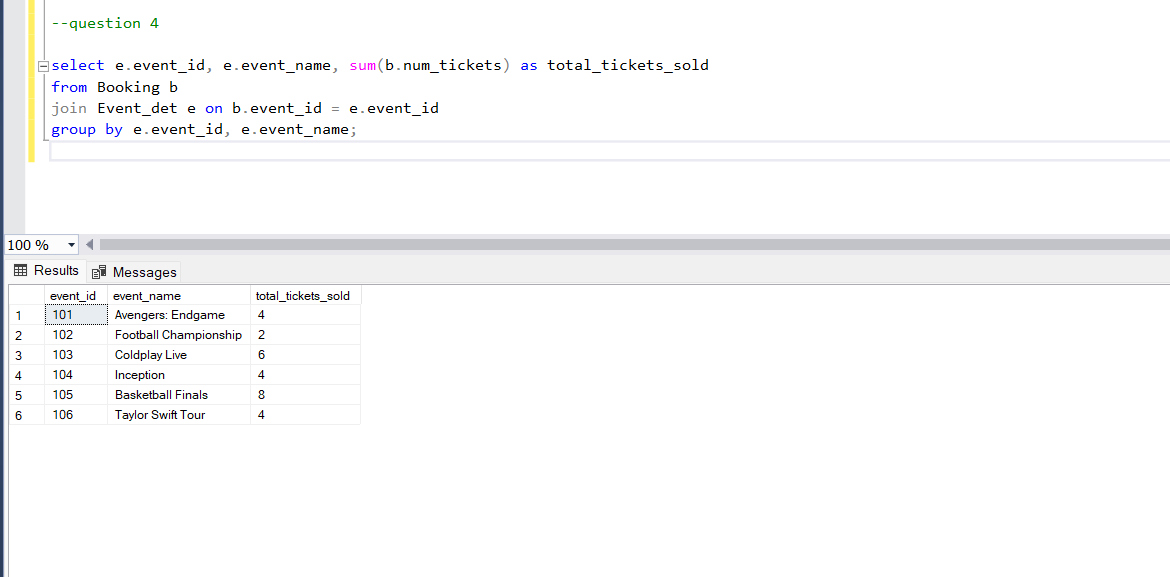 --question 4
select e.event_id, e.event_name, sum(b.num_tickets) as total_tickets_sold
from Booking b
join Event_det e on b.event_id = e.event_id
group by e.event_id, e.event_name;
100 %
Results Messages
event_id event_name total_tickets_sold
1 101 Avengers: Endgame 4
2 102 Football Championship 2
3 103 Coldplay Live 6
4 104 Inception 4
5 105 Basketball Finals 8
6 106 Taylor Swift Tour 4